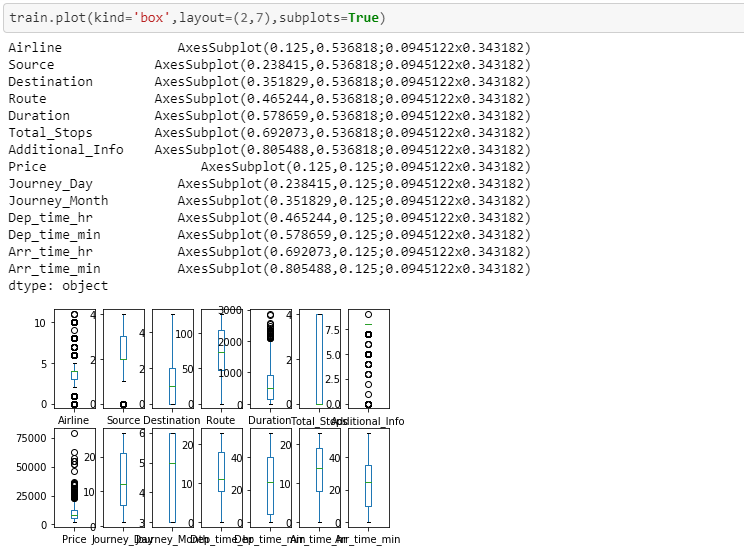 train.plot(kind='box',layout=(2,7),subplots=True)
Airline AxesSubplot(0.125,0.536818;0.0945122x0.343182)
Source AxesSubplot(0.238415,0.536818;0.0945122x0.343182)
Destination AxesSubplot(0.351829,0.536818;0.0945122x0.343182)
Route AxesSubplot(0.465244,0.536818;0.0945122x0.343182)
Duration AxesSubplot(0.578659,0.536818;0.0945122x0.343182)
Total_Stops AxesSubplot(0.692073,0.536818;0.0945122x0.343182)
Additional_Info AxesSubplot(0.805488,0.536818;0.0945122x0.343182)
Price AxesSubplot(0.125,0.125;0.0945122x0.343182)
Journey_Day AxesSubplot(0.238415,0.125;0.0945122x0.343182)
Journey_Month AxesSubplot(0.351829,0.125;0.0945122x0.343182)
Dep_time_hr AxesSubplot(0.465244,0.125;0.0945122x0.343182)
Dep_time_min AxesSubplot(0.578659,0.125;0.0945122x0.343182)
Arr_time_hr AxesSubplot(0.692073,0.125;0.0945122x0.343182)
Arr_time_min AxesSubplot(0.805488,0.125;0.0945122x0.343182)
dtype: object
10 4 4 100 3000 4 7.5
5 2 2 50 2000 2 5.0
0 0 0 0 1000 0 2.5
0 0.0
Airline Source Destination Route Duration Total_Stops Additional_Info
75000 20 6 20 40 20 40
50000 10 5 10 20 10 20
25000 0 4 0 0 0 0
0 3
Price Journey_Day Journey_Month Dep_time_hr Dep_time_min Arr_time_hr Arr_time_min